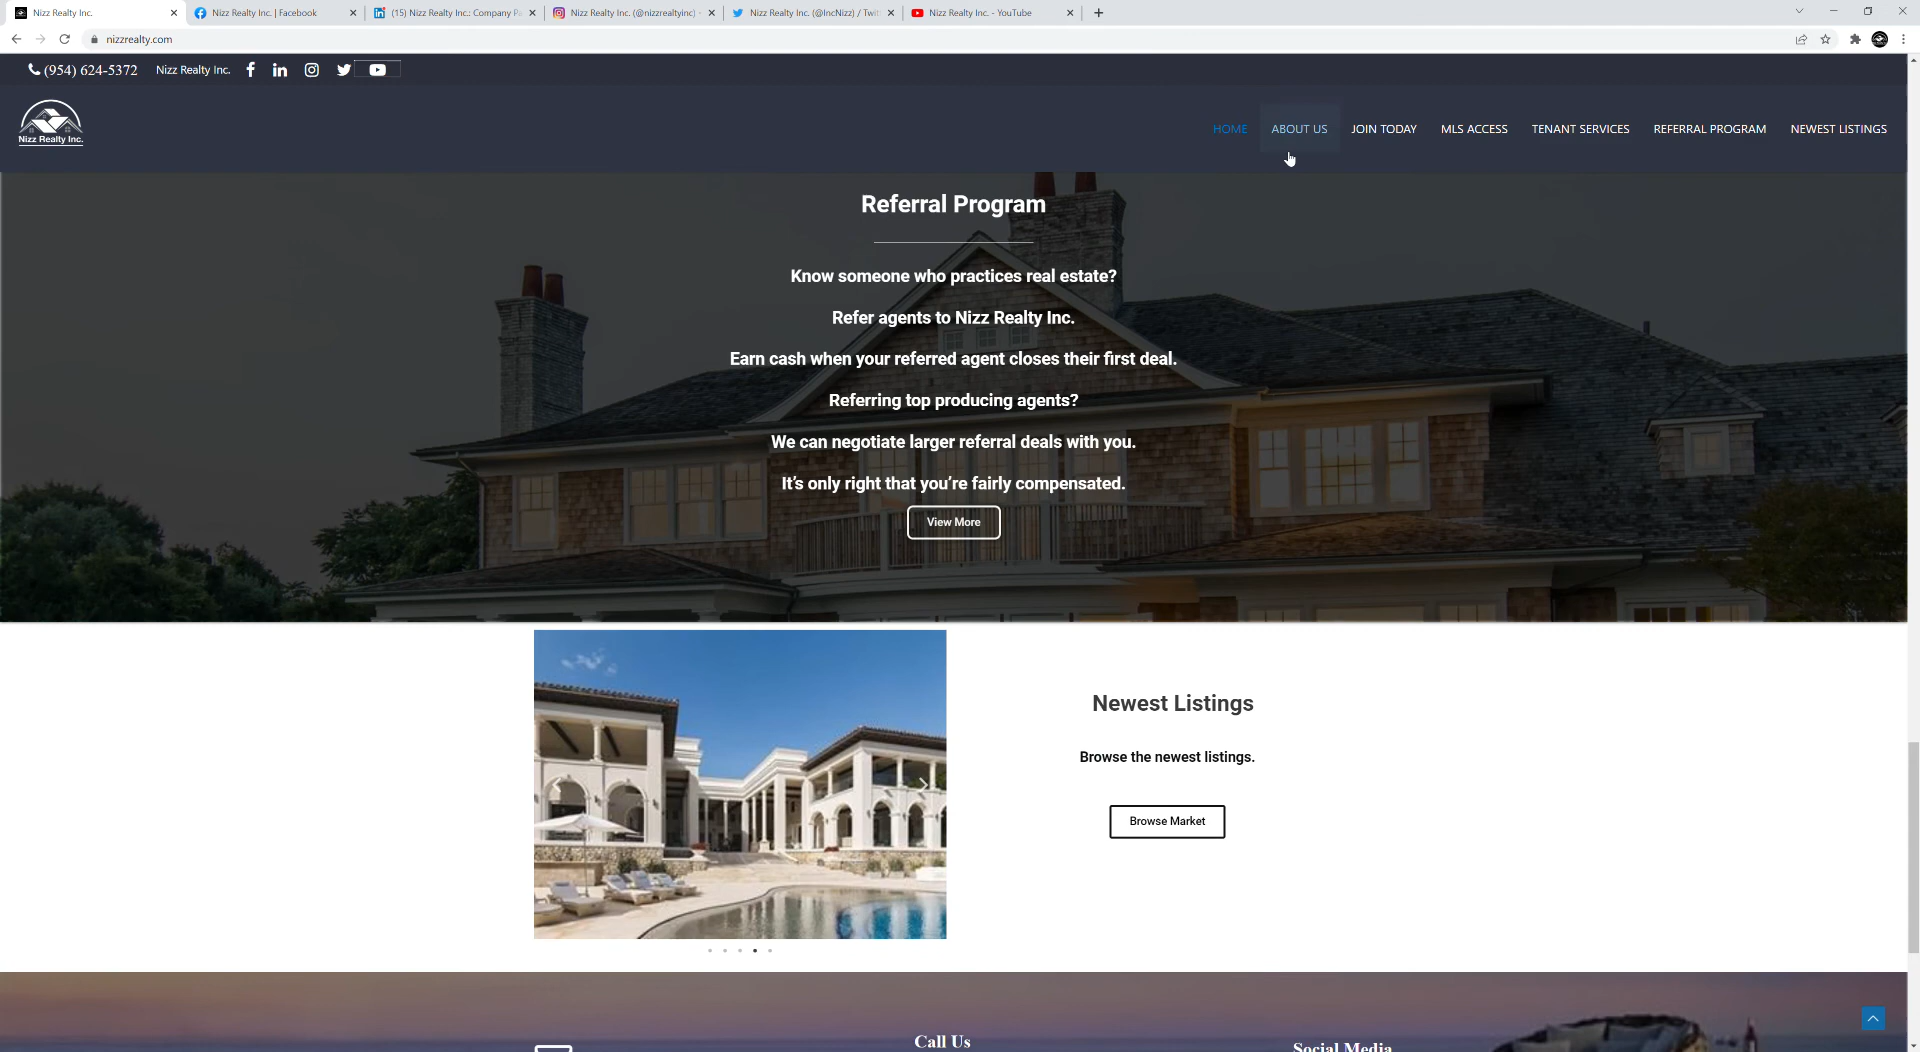 Nizz Realty Inc.
Nizz Realty Inc. | Facebook
(15) Nizz Realty Inc.: Company Pa
Nizz Realty Inc. (@nizzrealtyinc) •
Nizz Realty Inc. (@IncNizz) / Twit
Nizz Realty Inc. - YouTube
nizzrealty.com
(954) 624-5372 Nizz Realty Inc.
Nizz Realty Inc.
HOME ABOUT US JOIN TODAY MLS ACCESS TENANT SERVICES REFERRAL PROGRAM NEWEST LISTINGS
Referral Program
Know someone who practices real estate?
Refer agents to Nizz Realty Inc.
Earn cash when your referred agent closes their first deal.
Referring top producing agents?
We can negotiate larger referral deals with you.
It’s only right that you’re fairly compensated.
View More
Newest Listings
Browse the newest listings.
Browse Market
Call Us
Social Media